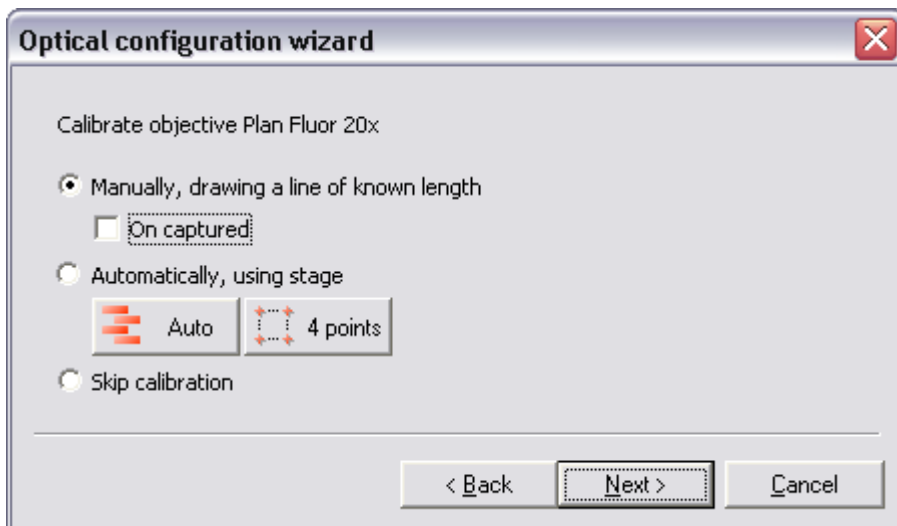 Optical configuration wizard
Calibrate objective Plan Fluor 20x
Manually, drawing a line of known length
On captured
Automatically, using stage
Auto
4 points
Skip calibration
< Back
Next >
Cancel